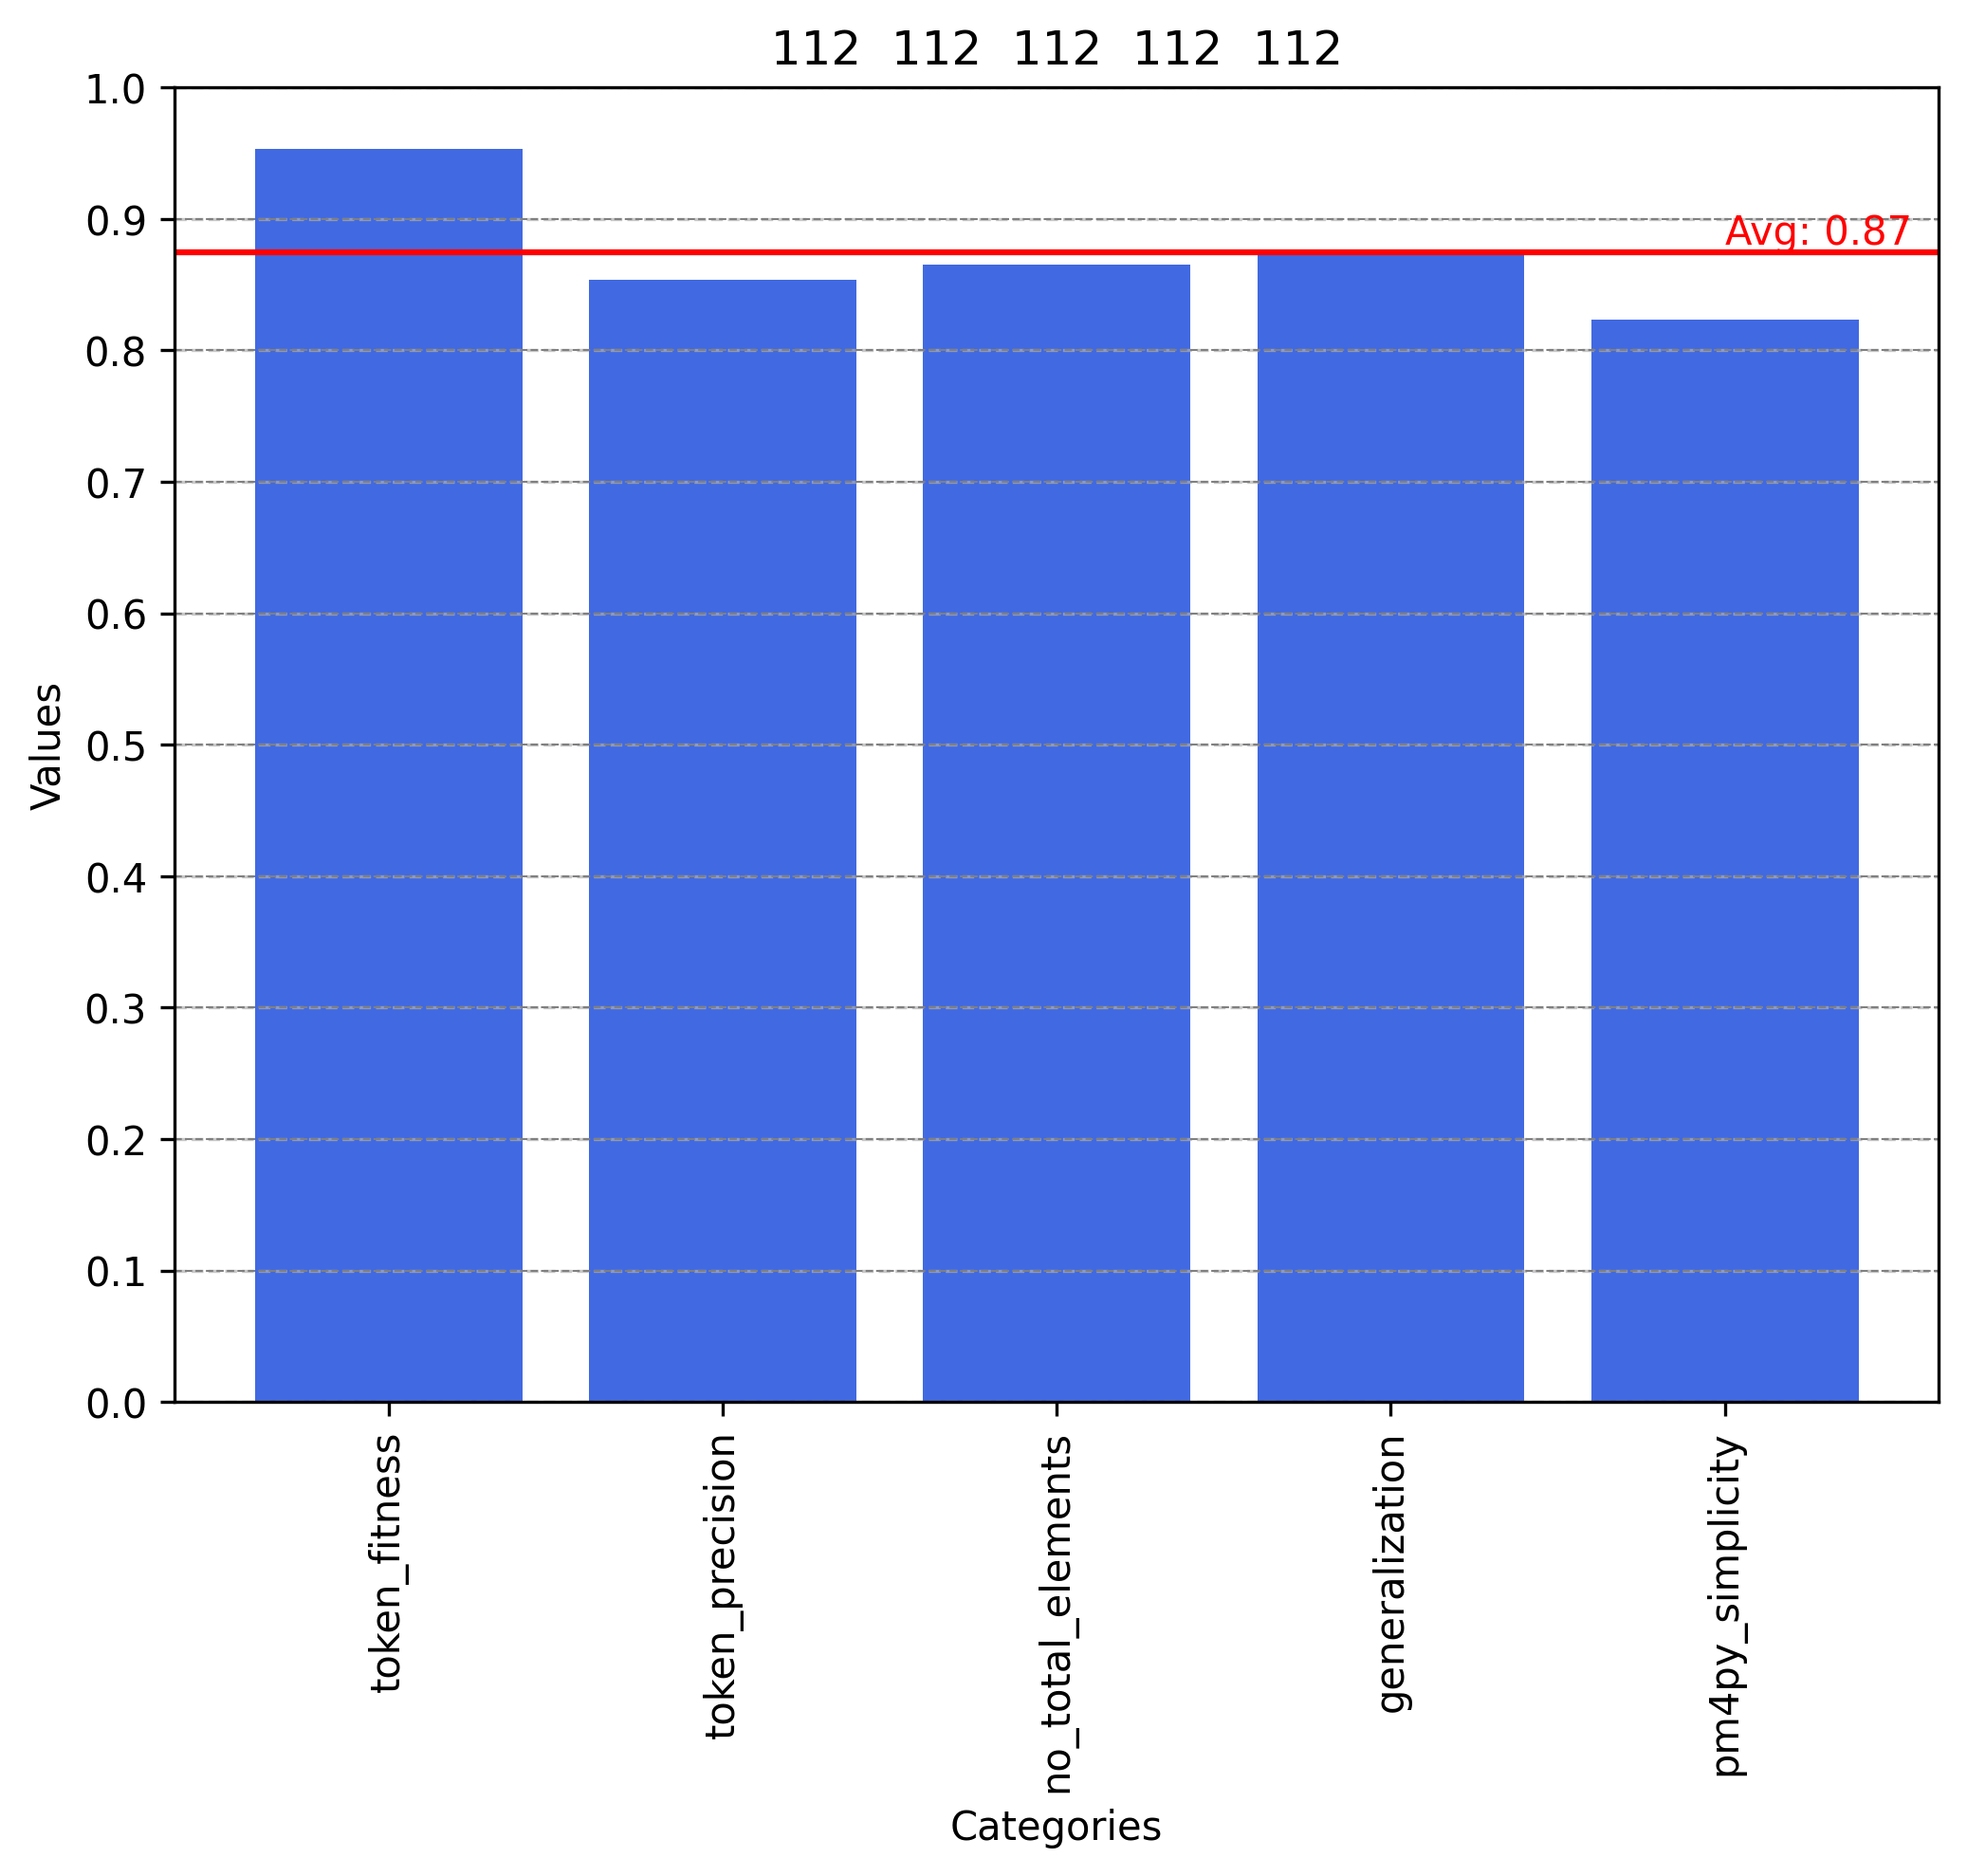 112 112 112 112 112
1.0
0.9
Avg: 0.87
0.8
0.7
0.6
0.5
0.4
0.3
0.2
0.1
0.0
Values
token_fitness
token_precision
no_total_elements
generalization
pm4py_simplicity
Categories